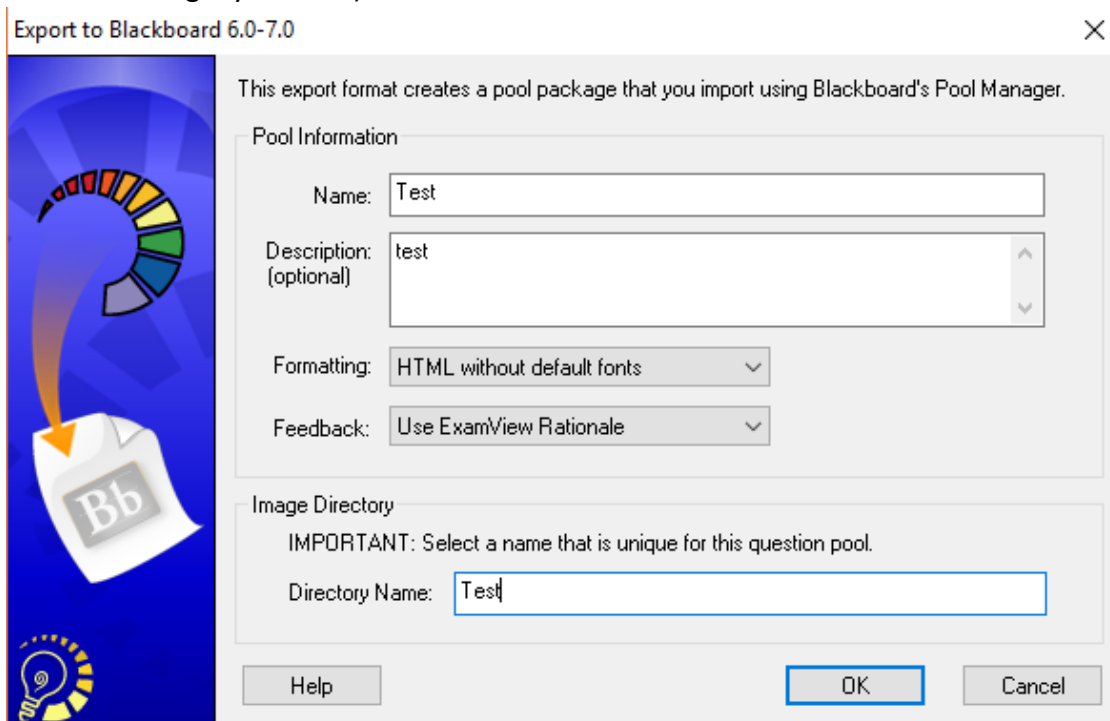 Export to Blackboard 6.0-7.0
This export format creates a pool package that you import using Blackboard's Pool Manager.
Pool Information
Name: Test
Description: test
(optional)
Formatting: HTML without default fonts
Feedback: Use ExamView Rationale
Bb
Image Directory
IMPORTANT: Select a name that is unique for this question pool.
Directory Name: Test
Help OK Cancel